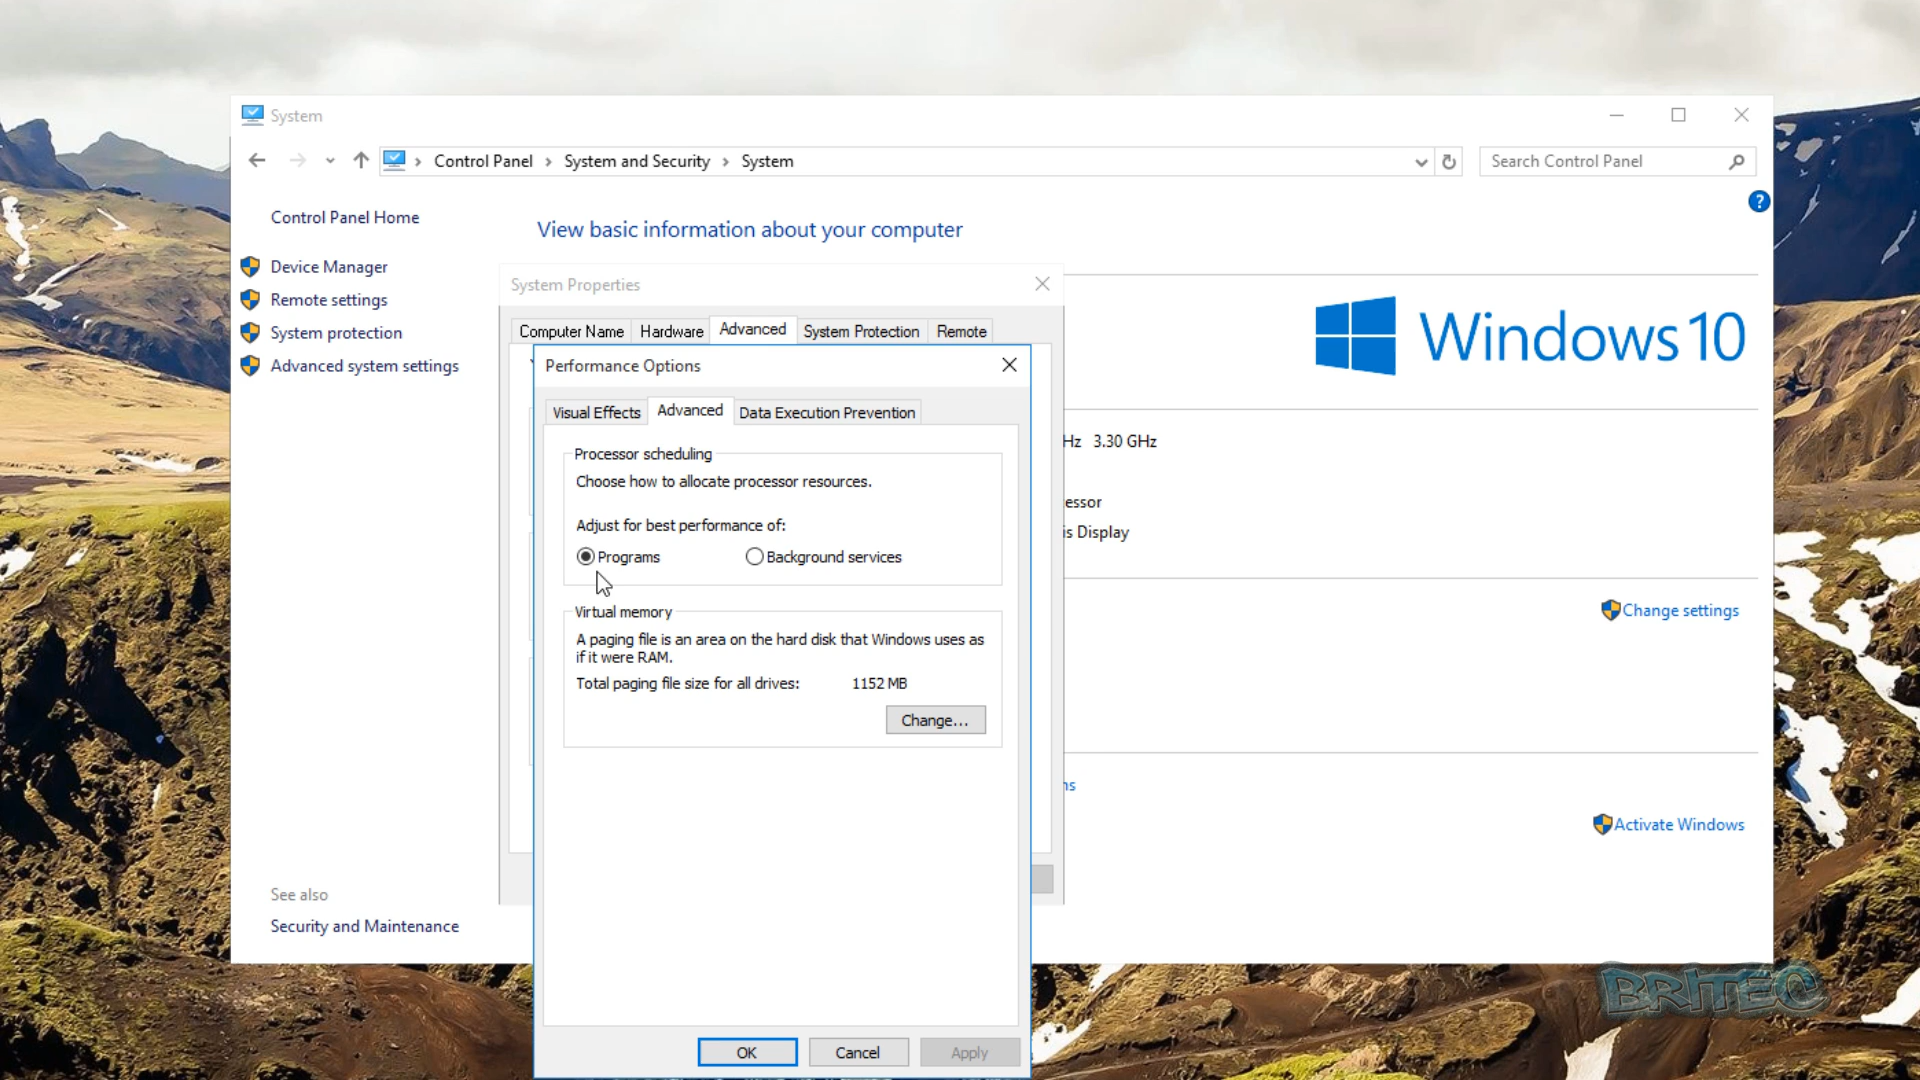 System
Control Panel
System and Security
System
Search Control Panel
?
Control Panel Home
Device Manager
Remote settings
System protection
Advanced system settings
See also
Security and Maintenance
View basic information about your computer
Windows 10
Hz 3.30 GHz
essor
is Display
Change settings
ns
Activate Windows
System Properties
Computer Name
Hardware
Advanced
System Protection
Remote
Performance Options
Visual Effects
Advanced
Data Execution Prevention
Processor scheduling
Choose how to allocate processor resources.
Adjust for best performance of:
Programs
Background services
Virtual memory
A paging file is an area on the hard disk that Windows uses as
if it were RAM.
Total paging file size for all drives: 1152 MB
Change...
OK
Cancel
Apply
BRITEC